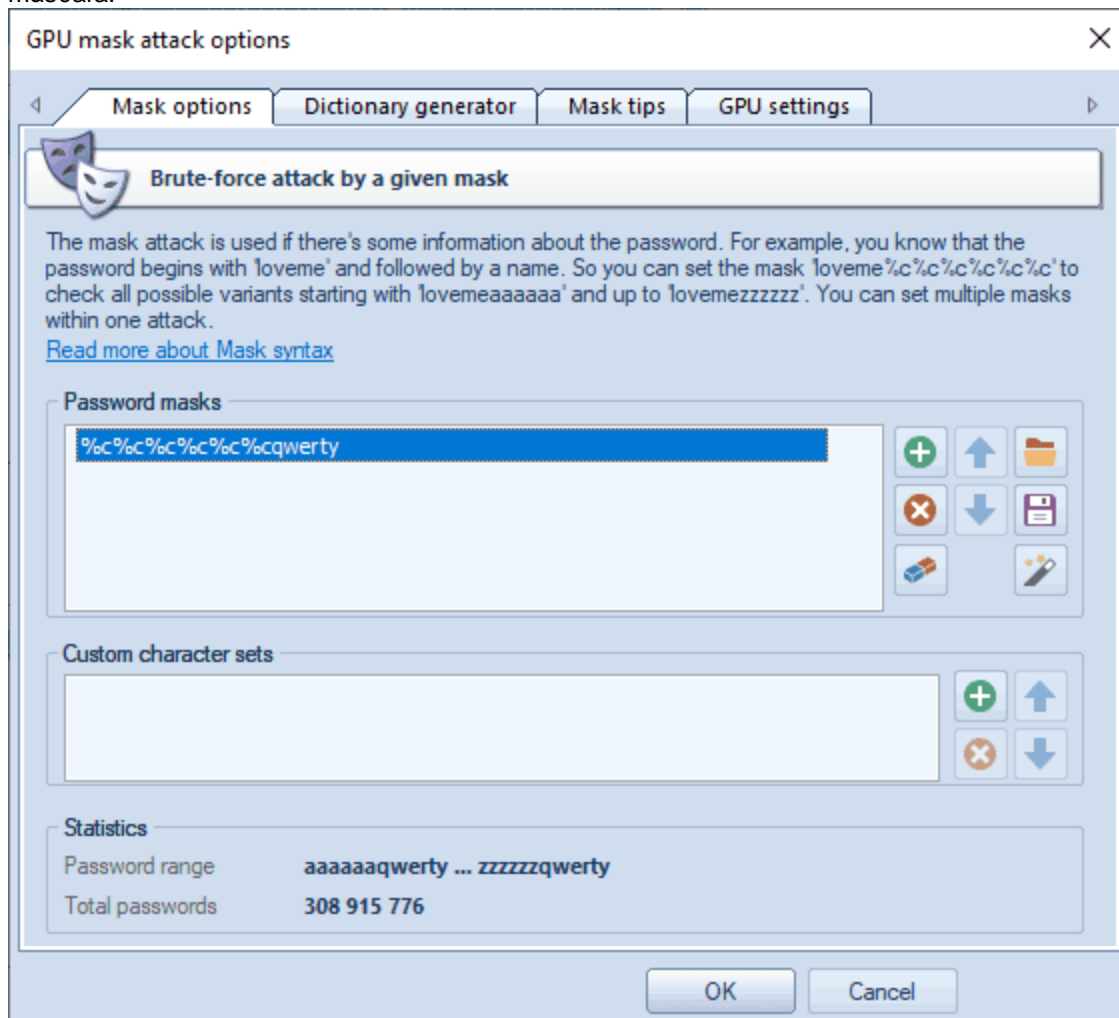 máscara.
GPU mask attack options
Mask options Dictionary generator Mask tips GPU settings
Brute-force attack by a given mask
The mask attack is used if there's some information about the password. For example, you know that the
password begins with 'loveme' and followed by a name. So you can set the mask 'loveme%c%c%c%c%c%c' to
check all possible variants starting with 'lovemeaaaaaa' and up to 'lovemezzzzzz'. You can set multiple masks
within one attack.
Read more about Mask syntax
Password masks
%c%c%c%c%c%cqwerty
Custom character sets
Statistics
Password range aaaaaaqwerty ... zzzzzzqwerty
Total passwords 308 915 776
OK Cancel